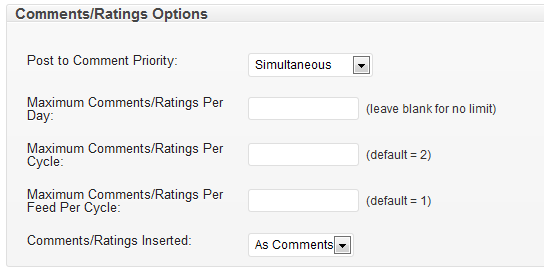 Comments/Ratings Options
Post to Comment Priority:
Simultaneous
Maximum Comments/Ratings Per
Day:
(leave blank for no limit)
Maximum Comments/Ratings Per
Cycle:
(default = 2)
Maximum Comments/Ratings Per
Feed Per Cycle:
(default = 1)
Comments/Ratings Inserted:
As Comments